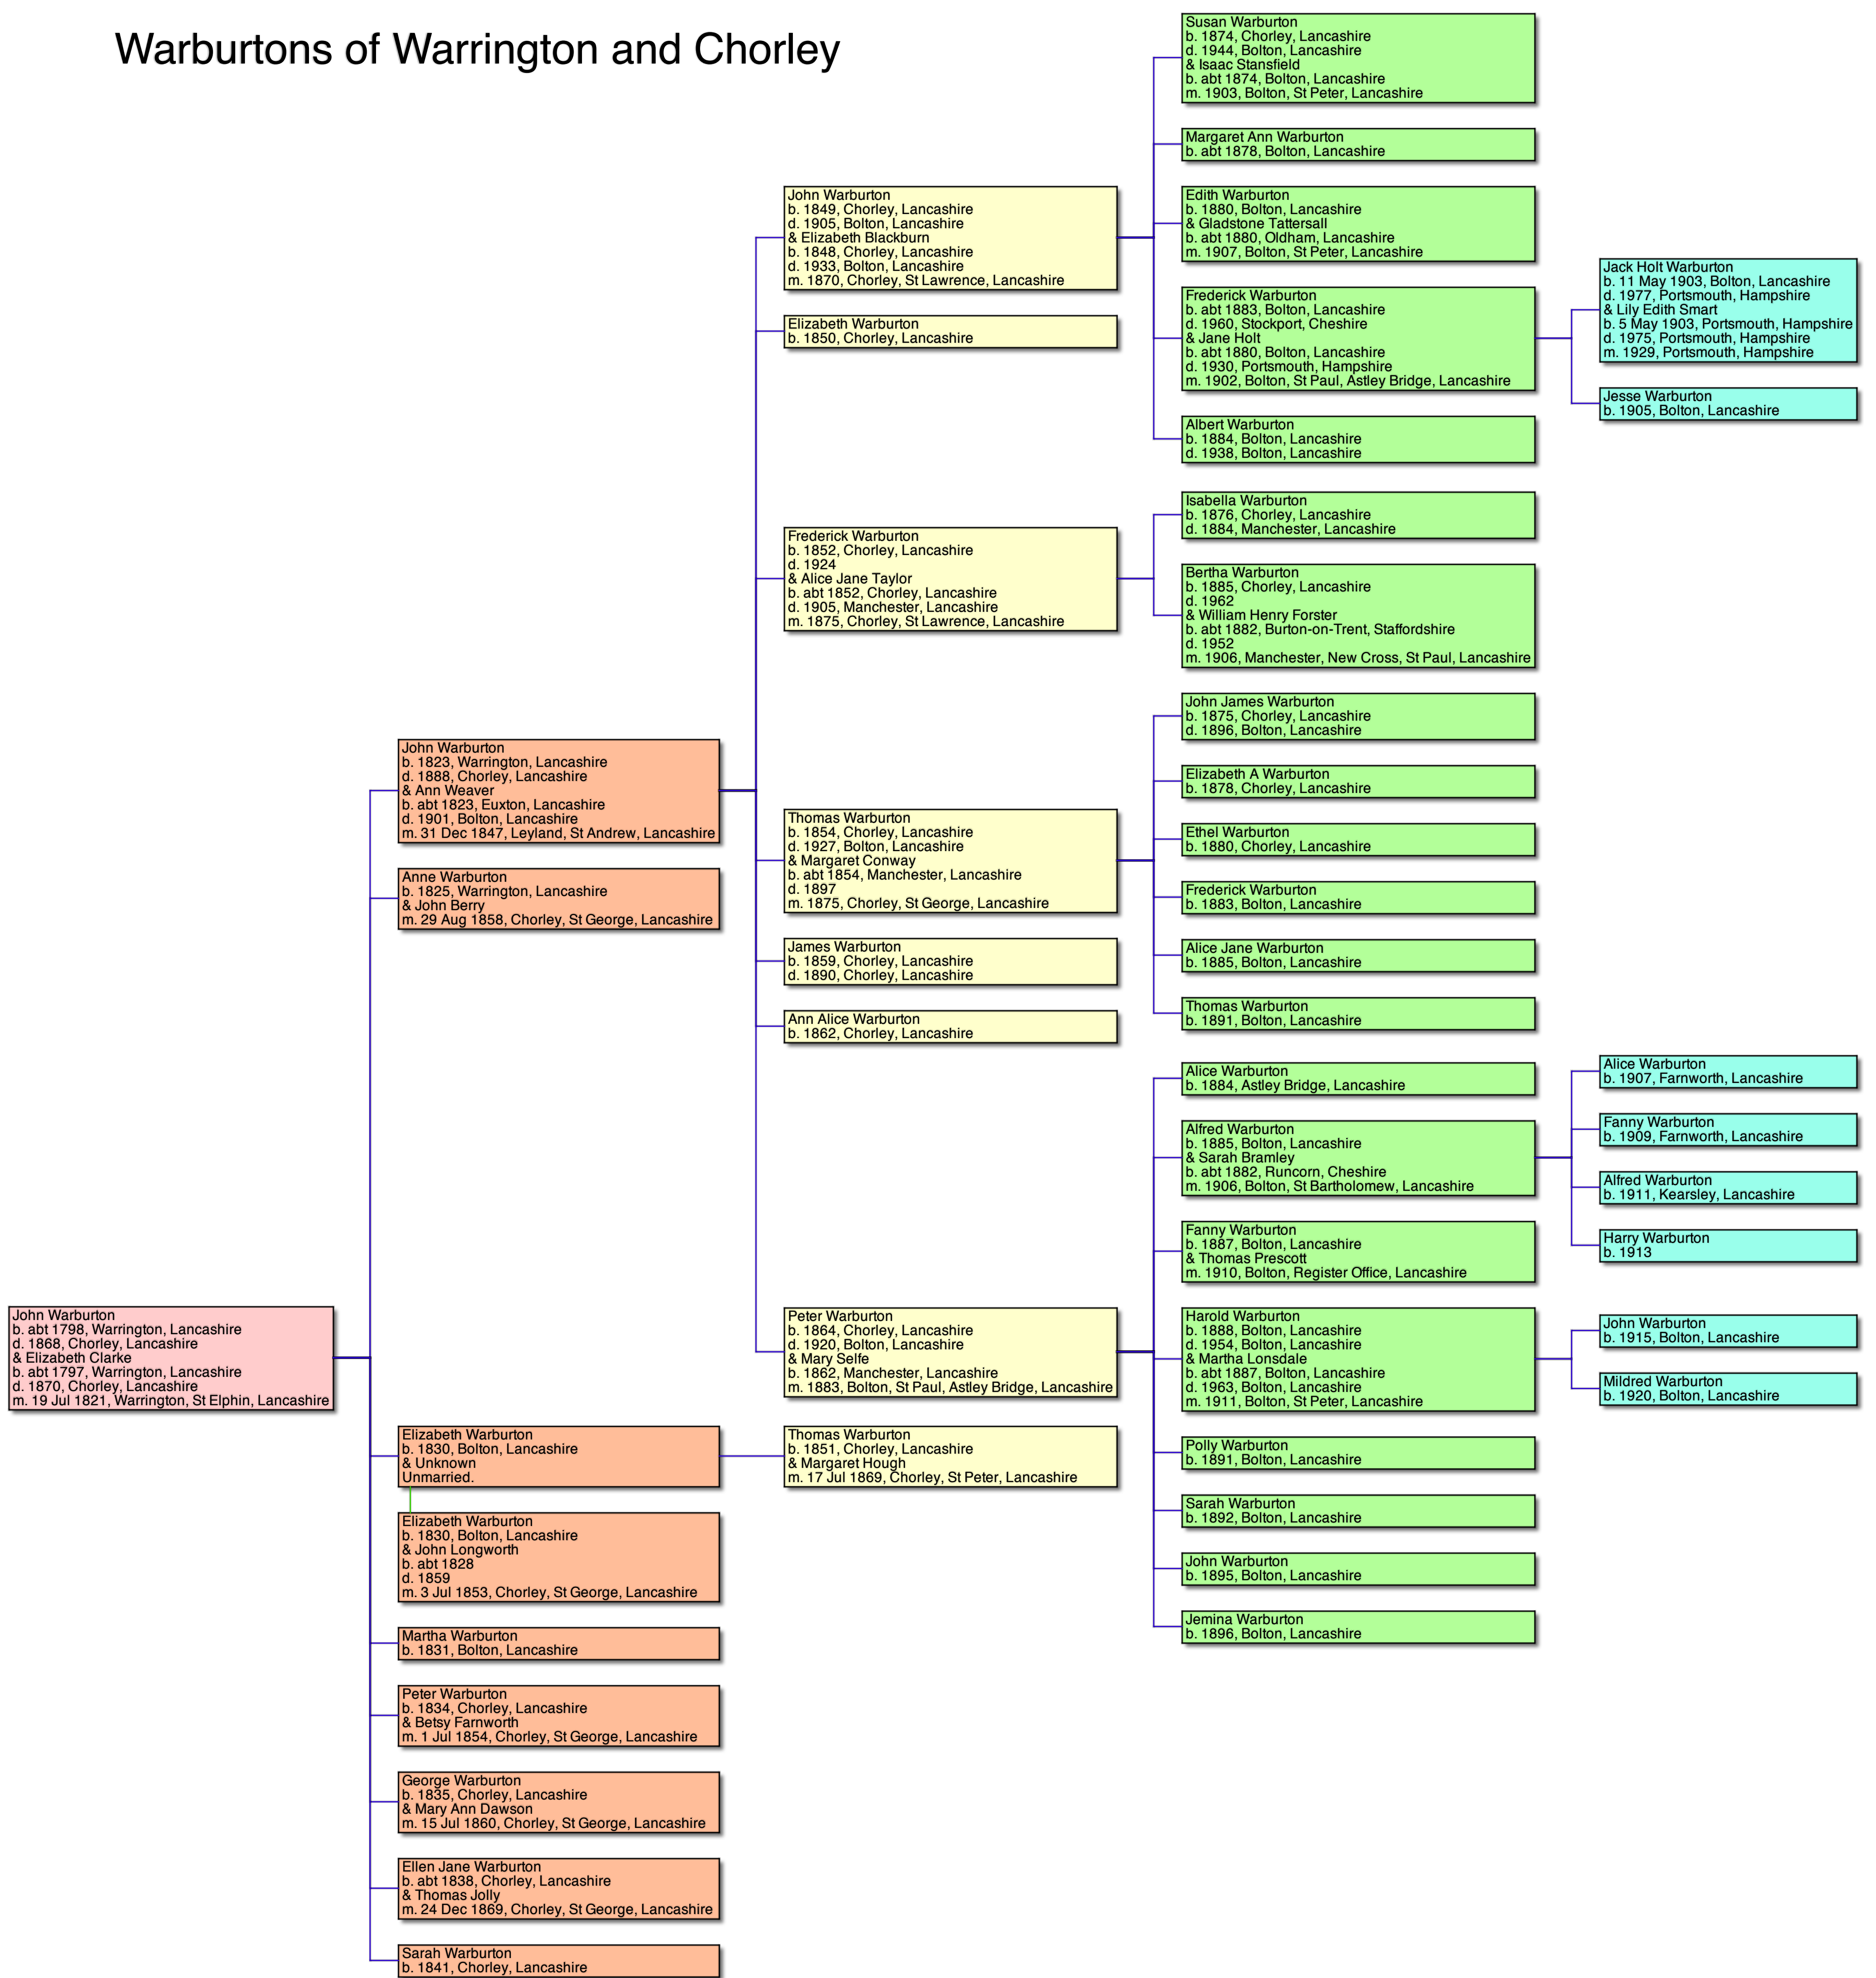 Warburtons of Warrington and Chorley
John Warburton
b. abt 1798, Warrington, Lancashire
d. 1868, Chorley, Lancashire
& Elizabeth Clarke
b. abt 1797, Warrington, Lancashire
d. 1870, Chorley, Lancashire
m. 19 Jul 1821, Warrington, St Elphin, Lancashire
John Warburton
b. 1823, Warrington, Lancashire
d. 1888, Chorley, Lancashire
& Ann Weaver
b. abt 1823, Euxton, Lancashire
d. 1901, Bolton, Lancashire
m. 31 Dec 1847, Leyland, St Andrew, Lancashire
Anne Warburton
b. 1825, Warrington, Lancashire
& John Berry
m. 29 Aug 1858, Chorley, St George, Lancashire
Elizabeth Warburton
b. 1830, Bolton, Lancashire
& Unknown
Unmarried.
Elizabeth Warburton
b. 1830, Bolton, Lancashire
& John Longworth
b. abt 1828
d. 1859
m. 3 Jul 1853, Chorley, St George, Lancashire
Martha Warburton
b. 1831, Bolton, Lancashire
Peter Warburton
b. 1834, Chorley, Lancashire
& Betsy Farnworth
m. 1 Jul 1854, Chorley, St George, Lancashire
George Warburton
b. 1835, Chorley, Lancashire
& Mary Ann Dawson
m. 15 Jul 1860, Chorley, St George, Lancashire
Ellen Jane Warburton
b. abt 1838, Chorley, Lancashire
& Thomas Jolly
m. 24 Dec 1869, Chorley, St George, Lancashire
Sarah Warburton
b. 1841, Chorley, Lancashire
John Warburton
b. 1849, Chorley, Lancashire
d. 1905, Bolton, Lancashire
& Elizabeth Blackburn
b. 1848, Chorley, Lancashire
d. 1933, Bolton, Lancashire
m. 1870, Chorley, St Lawrence, Lancashire
Elizabeth Warburton
b. 1850, Chorley, Lancashire
Frederick Warburton
b. 1852, Chorley, Lancashire
d. 1924
& Alice Jane Taylor
b. abt 1852, Chorley, Lancashire
d. 1905, Manchester, Lancashire
m. 1875, Chorley, St Lawrence, Lancashire
Thomas Warburton
b. 1854, Chorley, Lancashire
d. 1927, Bolton, Lancashire
& Margaret Conway
b. abt 1854, Manchester, Lancashire
d. 1897
m. 1875, Chorley, St George, Lancashire
James Warburton
b. 1859, Chorley, Lancashire
d. 1890, Chorley, Lancashire
Ann Alice Warburton
b. 1862, Chorley, Lancashire
Peter Warburton
b. 1864, Chorley, Lancashire
d. 1920, Bolton, Lancashire
& Mary Selfe
b. 1862, Manchester, Lancashire
m. 1883, Bolton, St Paul, Astley Bridge, Lancashire
Thomas Warburton
b. 1851, Chorley, Lancashire
& Margaret Hough
m. 17 Jul 1869, Chorley, St Peter, Lancashire
Susan Warburton
b. 1874, Chorley, Lancashire
d. 1944, Bolton, Lancashire
& Isaac Stansfield
b. abt 1874, Bolton, Lancashire
m. 1903, Bolton, St Peter, Lancashire
Margaret Ann Warburton
b. abt 1878, Bolton, Lancashire
Edith Warburton
b. 1880, Bolton, Lancashire
& Gladstone Tattersall
b. abt 1880, Oldham, Lancashire
m. 1907, Bolton, St Peter, Lancashire
Frederick Warburton
b. abt 1883, Bolton, Lancashire
d. 1960, Stockport, Cheshire
& Jane Holt
b. abt 1880, Bolton, Lancashire
d. 1930, Portsmouth, Hampshire
m. 1902, Bolton, St Paul, Astley Bridge, Lancashire
Albert Warburton
b. 1884, Bolton, Lancashire
d. 1938, Bolton, Lancashire
Isabella Warburton
b. 1876, Chorley, Lancashire
d. 1884, Manchester, Lancashire
Bertha Warburton
b. 1885, Chorley, Lancashire
d. 1962
& William Henry Forster
b. abt 1882, Burton-on-Trent, Staffordshire
d. 1952
m. 1906, Manchester, New Cross, St Paul, Lancashire
John James Warburton
b. 1875, Chorley, Lancashire
d. 1896, Bolton, Lancashire
Elizabeth A Warburton
b. 1878, Chorley, Lancashire
Ethel Warburton
b. 1880, Chorley, Lancashire
Frederick Warburton
b. 1883, Bolton, Lancashire
Alice Jane Warburton
b. 1885, Bolton, Lancashire
Thomas Warburton
b. 1891, Bolton, Lancashire
Alice Warburton
b. 1884, Astley Bridge, Lancashire
Alfred Warburton
b. 1885, Bolton, Lancashire
& Sarah Bramley
b. abt 1882, Runcorn, Cheshire
m. 1906, Bolton, St Bartholomew, Lancashire
Fanny Warburton
b. 1887, Bolton, Lancashire
& Thomas Prescott
m. 1910, Bolton, Register Office, Lancashire
Harold Warburton
b. 1888, Bolton, Lancashire
d. 1954, Bolton, Lancashire
& Martha Lonsdale
b. abt 1887, Bolton, Lancashire
d. 1963, Bolton, Lancashire
m. 1911, Bolton, St Peter, Lancashire
Polly Warburton
b. 1891, Bolton, Lancashire
Sarah Warburton
b. 1892, Bolton, Lancashire
John Warburton
b. 1895, Bolton, Lancashire
Jemina Warburton
b. 1896, Bolton, Lancashire
Jack Holt Warburton
b. 11 May 1903, Bolton, Lancashire
d. 1977, Portsmouth, Hampshire
& Lily Edith Smart
b. 5 May 1903, Portsmouth, Hampshire
d. 1975, Portsmouth, Hampshire
m. 1929, Portsmouth, Hampshire
Jesse Warburton
b. 1905, Bolton, Lancashire
Alice Warburton
b. 1907, Farnworth, Lancashire
Fanny Warburton
b. 1909, Farnworth, Lancashire
Alfred Warburton
b. 1911, Kearsley, Lancashire
Harry Warburton
b. 1913
John Warburton
b. 1915, Bolton, Lancashire
Mildred Warburton
b. 1920, Bolton, Lancashire